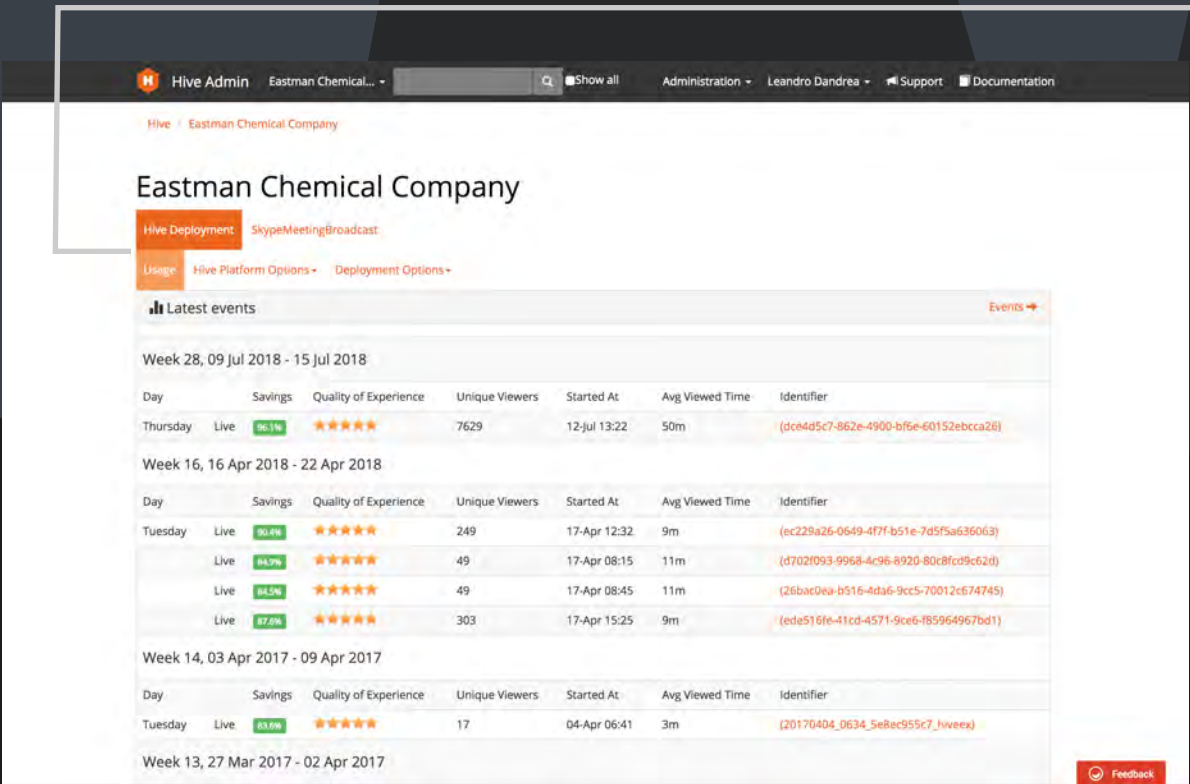 H Hive Admin Eastman Chemical... Show all Administration Leandro Dandrea Support Documentation
Hive / Eastman Chemical Company
Eastman Chemical Company
Hive Deployment SkypeMeetingBroadcast
Usage Hive Platform Options Deployment Options
Latest events Events
Week 28, 09 Jul 2018 - 15 Jul 2018
Day Savings Quality of Experience Unique Viewers Started At Avg Viewed Time Identifier
Thursday Live 96.1% 7629 12-Jul 13:22 50m (dce4d5c7-862e-4900-bf6e-60152ebcca26)
Week 16, 16 Apr 2018 - 22 Apr 2018
Day Savings Quality of Experience Unique Viewers Started At Avg Viewed Time Identifier
Tuesday Live 90.4% 249 17-Apr 12:32 9m (ec229a26-0649-4f7f-b51e-7d5f5a636063)
Live 84.9% 49 17-Apr 08:15 11m (d702f093-9968-4c96-8920-80c8fcd9c62d)
Live 84.5% 49 17-Apr 08:45 11m (26bac0ea-b516-4da6-9cc5-70012c674745)
Live 87.6% 303 17-Apr 15:25 9m (ede516fe-41cd-4571-9ce6-f85964967bd1)
Week 14, 03 Apr 2017 - 09 Apr 2017
Day Savings Quality of Experience Unique Viewers Started At Avg Viewed Time Identifier
Tuesday Live 83.6% 17 04-Apr 06:41 3m (20170404_0634_5e8ec955c7_hiveex)
Week 13, 27 Mar 2017 - 02 Apr 2017
Feedback